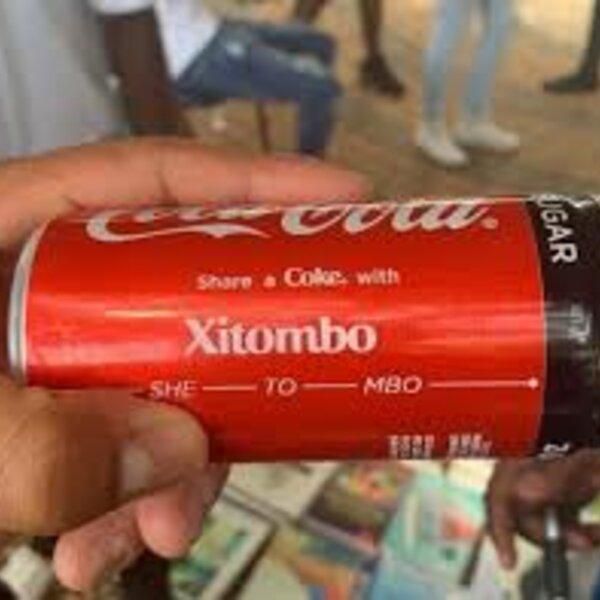 Coca-Cola
Share a Coke. with
Xitombo
SHE TO MBO
SUGAR